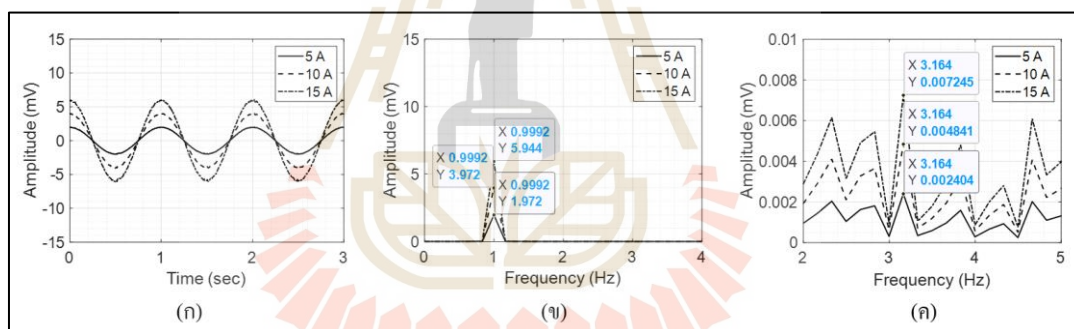 15
10
5
0
-5
-10
-15
0
1
2
3
Amplitude (mV)
Time (sec)
5 A
10 A
15 A
(ก)
15
10
5
0
0
1
2
3
4
Amplitude (mV)
Frequency (Hz)
5 A
10 A
15 A
X 0.9992
Y 5.944
X 0.9992
Y 3.972
X 0.9992
Y 1.972
(ข)
0.01
0.008
0.006
0.004
0.002
0
2
3
4
5
Amplitude (mV)
Frequency (Hz)
5 A
10 A
15 A
X 3.164
Y 0.007245
X 3.164
Y 0.004841
X 3.164
Y 0.002404
(ค)